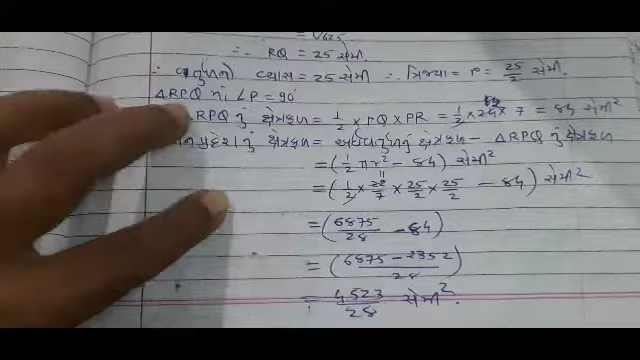 = √625
∴ RQ = 25 સેમી.
∴ વર્તુળનો વ્યાસ = 25 સેમી ∴ ત્રિજ્યા = r = 25/2 સેમી.
ΔRPQ માં ∠P = 90°
ΔRPQ નું ક્ષેત્રફળ = 1/2 × PQ × PR = 1/2 × 24 × 7 = 84 સેમી²
ક્ષેત્રફળ = અર્ધવર્તુળનું ક્ષેત્રફળ − ΔRPQ નું ક્ષેત્રફળ
= (1/2 πr² − 84) સેમી²
= (1/2 × 22/7 × 25/2 × 25/2 − 84) સેમી²
= (6875/28 − 84)
= (6875 − 2352/28)
= 4523/28 સેમી².